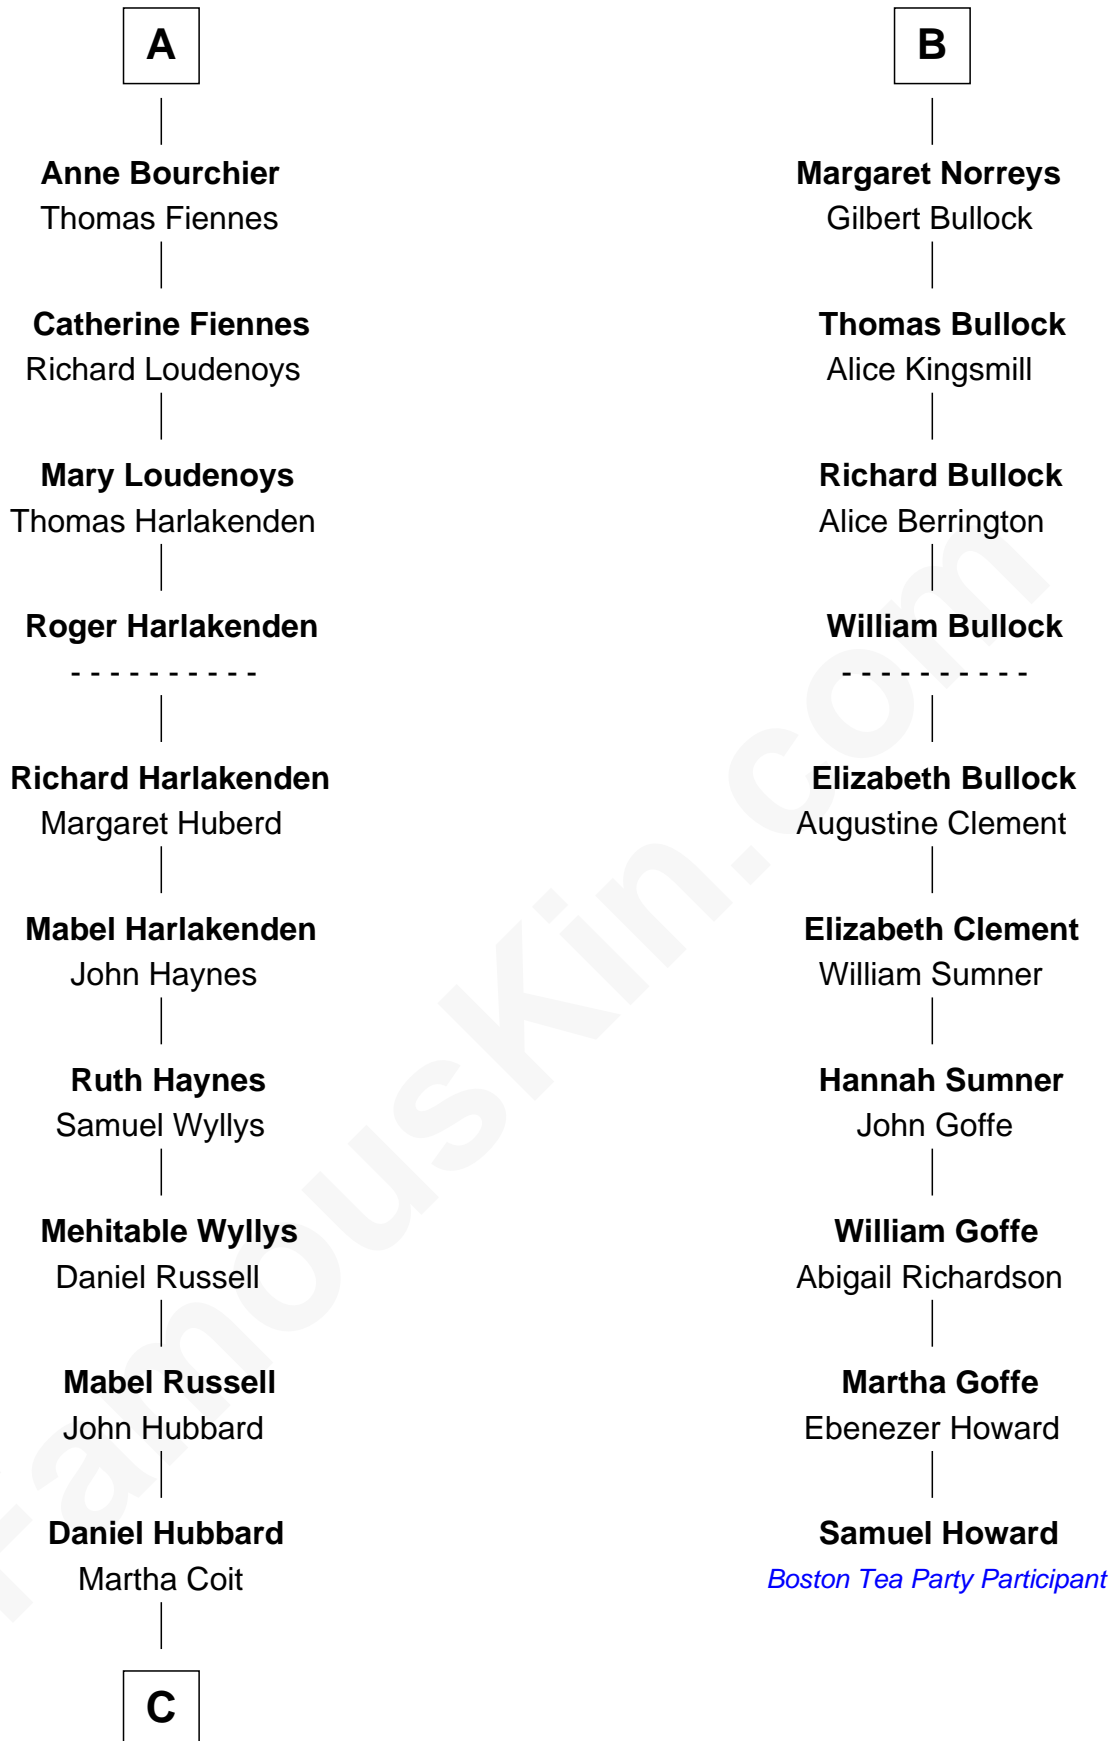 A
Anne Bourchier
Thomas Fiennes
Catherine Fiennes
Richard Loudenoys
Mary Loudenoys
Thomas Harlakenden
Roger Harlakenden
- - - - - - - - - -
Richard Harlakenden
Margaret Huberd
Mabel Harlakenden
John Haynes
Ruth Haynes
Samuel Wyllys
Mehitable Wyllys
Daniel Russell
Mabel Russell
John Hubbard
Daniel Hubbard
Martha Coit
C
B
Margaret Norreys
Gilbert Bullock
Thomas Bullock
Alice Kingsmill
Richard Bullock
Alice Berrington
William Bullock
- - - - - - - - - -
Elizabeth Bullock
Augustine Clement
Elizabeth Clement
William Sumner
Hannah Sumner
John Goffe
William Goffe
Abigail Richardson
Martha Goffe
Ebenezer Howard
Samuel Howard
Boston Tea Party Participant
FamousKin.com